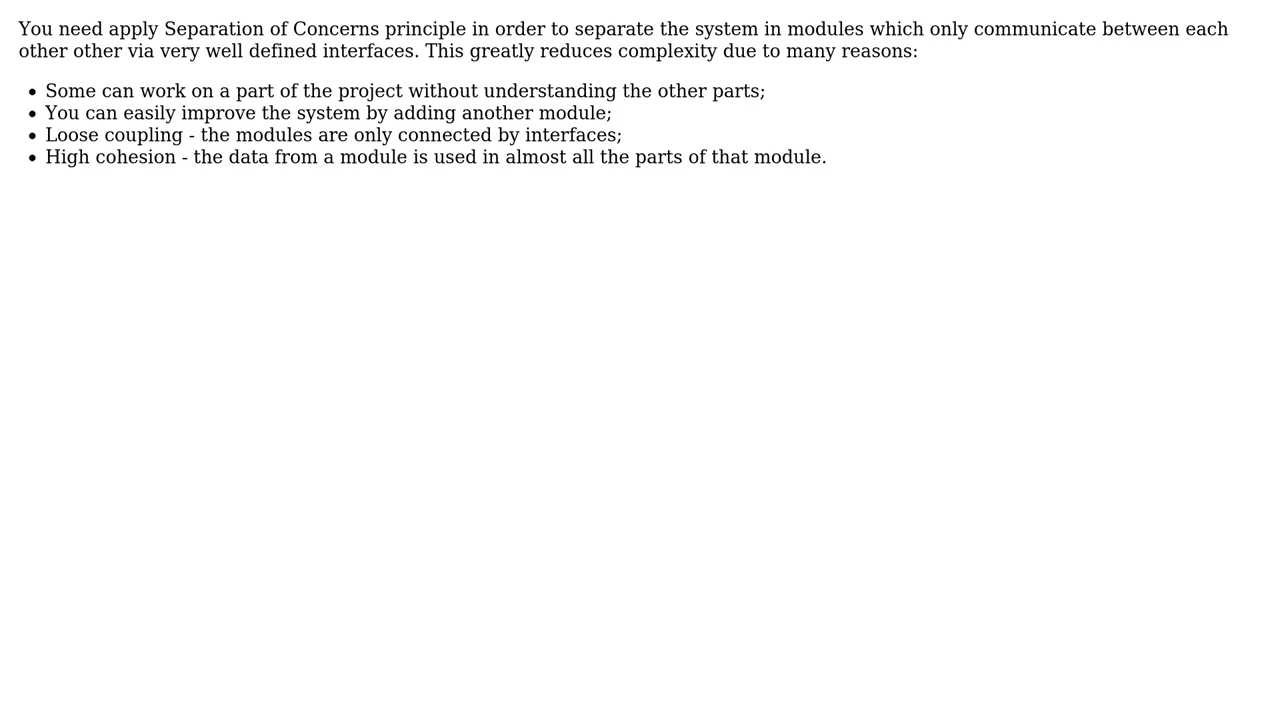 You need apply Separation of Concerns principle in order to separate the system in modules which only communicate between each
other other via very well defined interfaces. This greatly reduces complexity due to many reasons:
• Some can work on a part of the project without understanding the other parts;
• You can easily improve the system by adding another module;
• Loose coupling - the modules are only connected by interfaces;
• High cohesion - the data from a module is used in almost all the parts of that module.